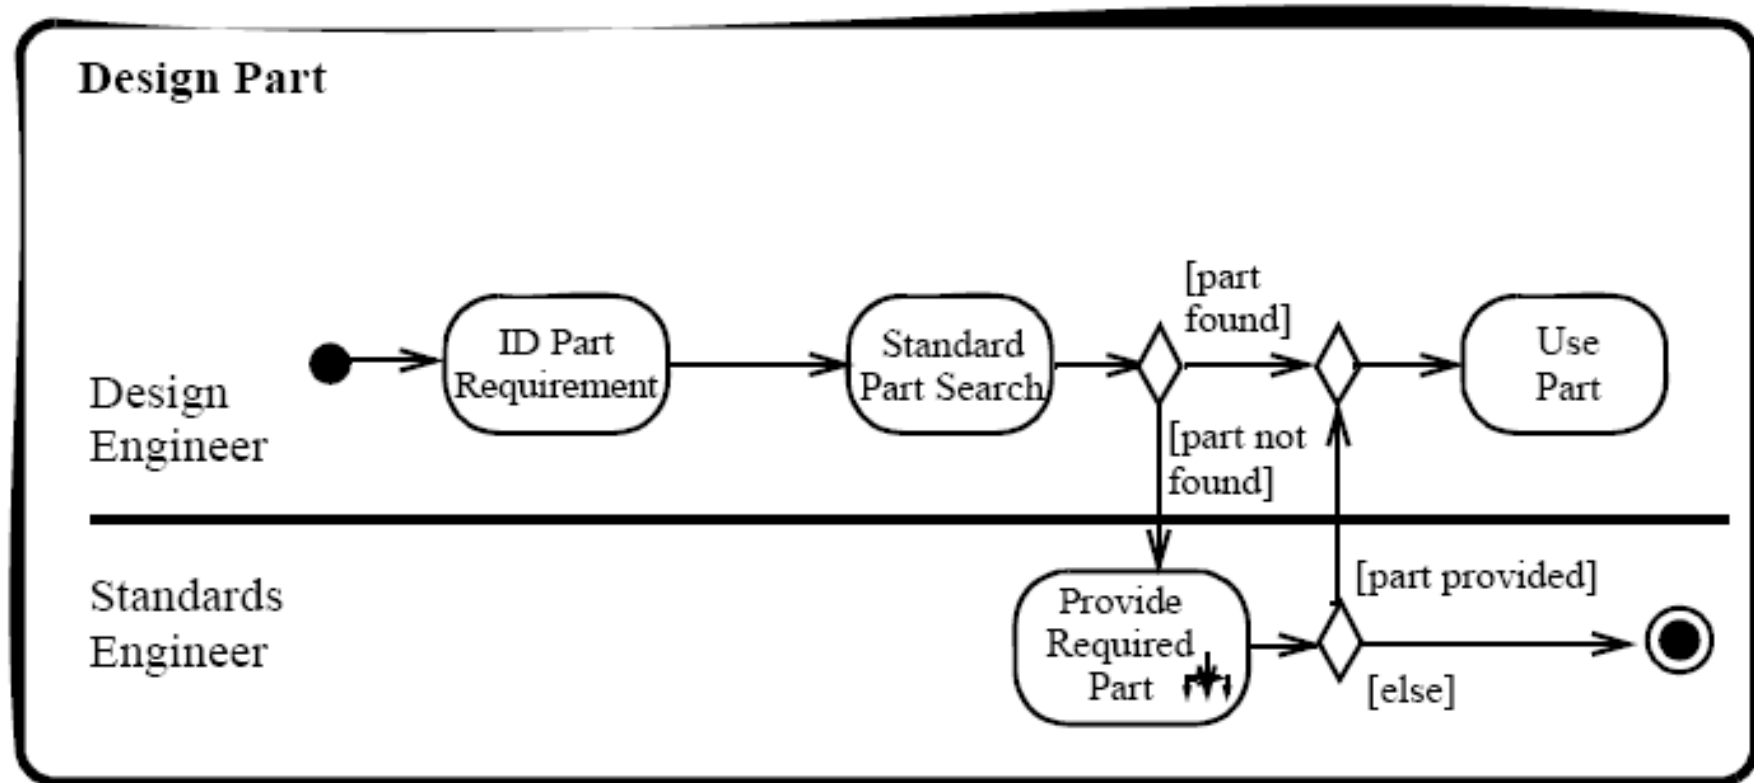 Design Part
Design
Engineer
ID Part
Requirement
Standard
Part Search
[part
found]
[part not
found]
Use
Part
Standards
Engineer
Provide
Required
Part
[part provided]
[else]